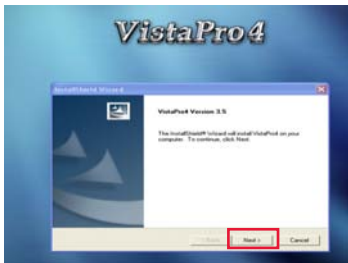 VistaPro4
InstallShield Wizard
VistaPro4 Version 3.5
The InstallShield® Wizard will install VistaPro4 on your
computer. To continue, click Next.
< Back
Next >
Cancel